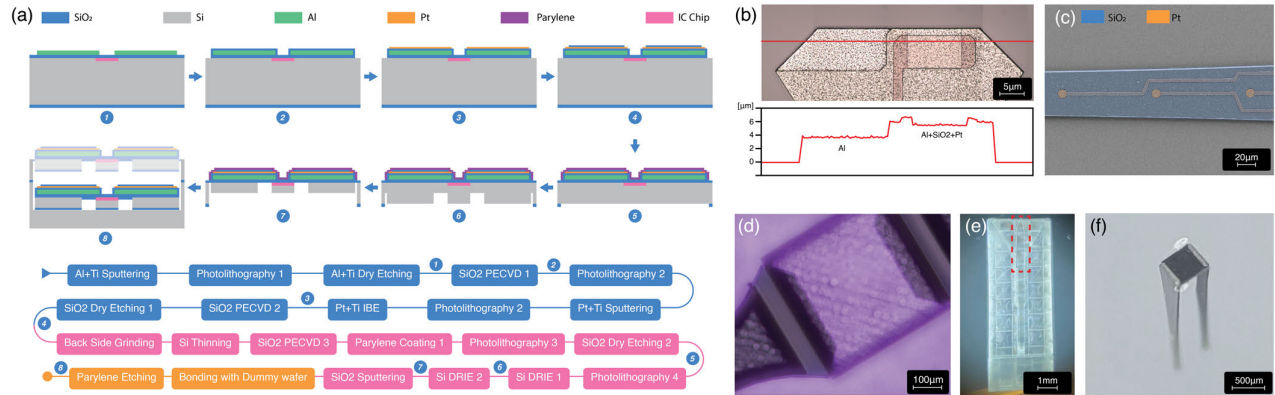 (a)
SiO₂
Si
Al
Pt
Parylene
IC Chip
1
2
3
4
8
7
6
5
Al+Ti Sputtering
Photolithography 1
Al+Ti Dry Etching
1
SiO2 PECVD 1
2
Photolithography 2
SiO2 Dry Etching 1
SiO2 PECVD 2
3
Pt+Ti IBE
Photolithography 2
Pt+Ti Sputtering
4
Back Side Grinding
Si Thinning
SiO2 PECVD 3
Parylene Coating 1
Photolithography 3
SiO2 Dry Etching 2
5
8
Parylene Etching
Bonding with Dummy wafer
SiO2 Sputtering
7
Si DRIE 2
6
Si DRIE 1
Photolithography 4
(b)
5μm
[μm]
8
6
4
2
0
Al
Al+SiO2+Pt
(c)
SiO₂
Pt
20μm
(d)
100μm
(e)
1mm
(f)
500μm